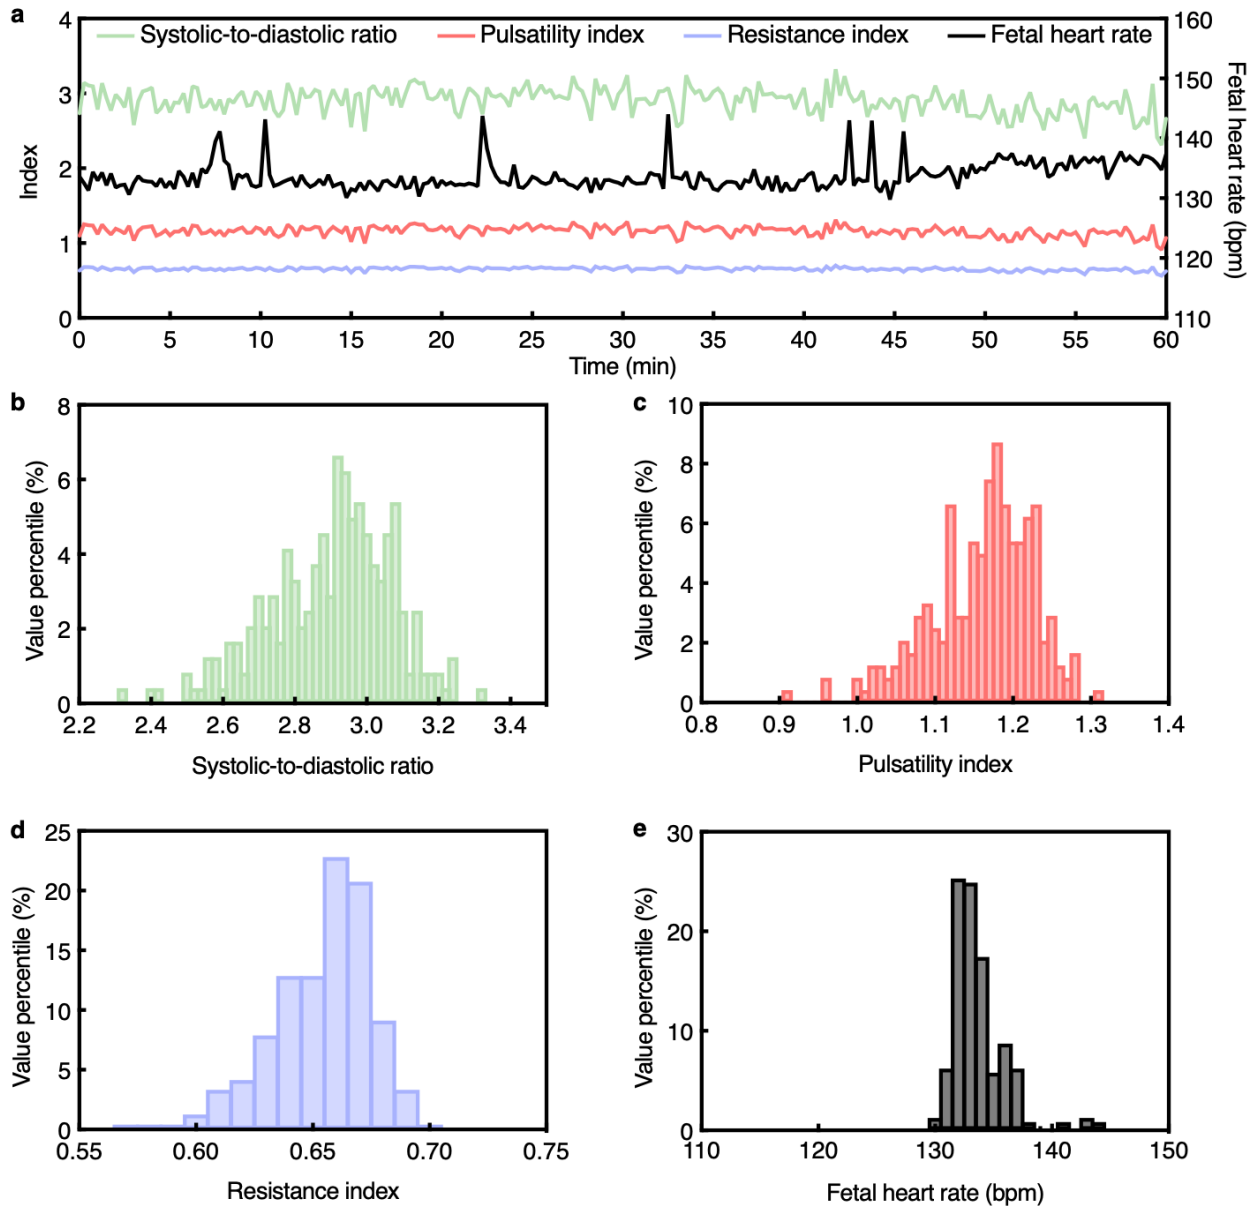 a
Systolic-to-diastolic ratio Pulsatility index Resistance index Fetal heart rate
Index
4
3
2
1
0
160
150
140
130
120
110
Fetal heart rate (bpm)
0 5 10 15 20 25 30 35 40 45 50 55 60
Time (min)
b
Value percentile (%)
8
6
4
2
0
2.2 2.4 2.6 2.8 3.0 3.2 3.4
Systolic-to-diastolic ratio
c
Value percentile (%)
10
8
6
4
2
0
0.8 0.9 1.0 1.1 1.2 1.3 1.4
Pulsatility index
d
Value percentile (%)
25
20
15
10
5
0
0.55 0.60 0.65 0.70 0.75
Resistance index
e
Value percentile (%)
30
20
10
0
110 120 130 140 150
Fetal heart rate (bpm)